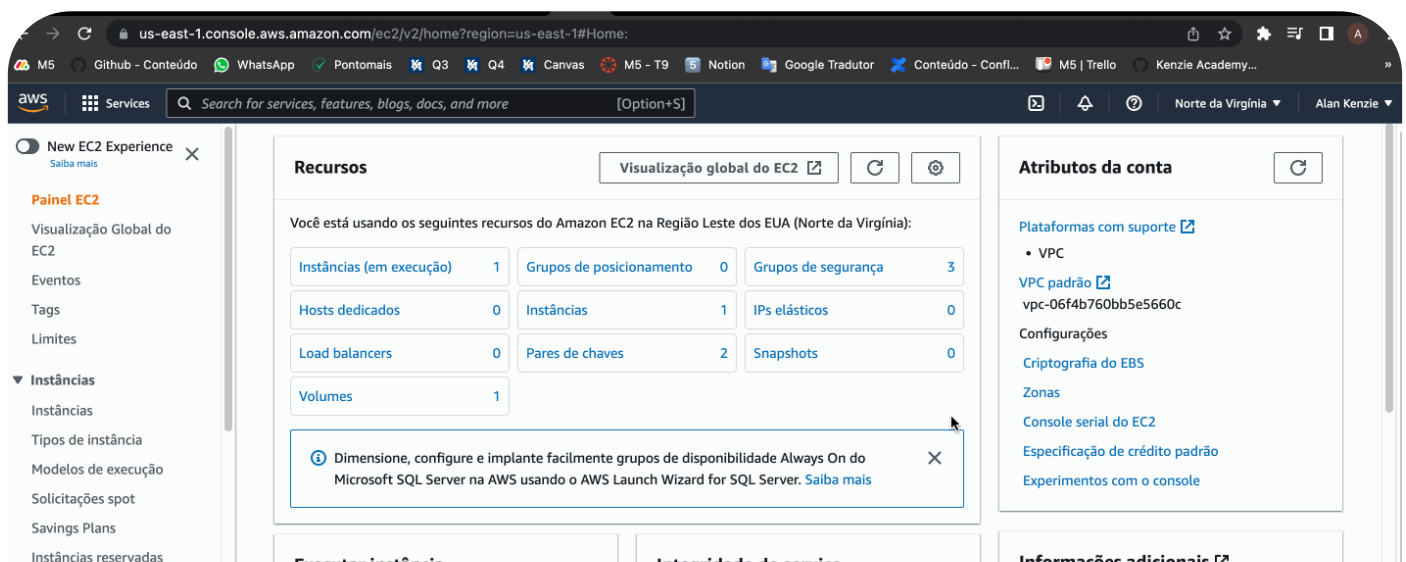 us-east-1.console.aws.amazon.com/ec2/v2/home?region=us-east-1#Home:
A
M5 Github - Conteúdo WhatsApp Pontomais Q3 Q4 Canvas M5 - T9 Notion Google Tradutor Conteúdo - Confl... M5 | Trello Kenzie Academy... »
aws Services Search for services, features, blogs, docs, and more [Option+S] Norte da Virgínia ▼ Alan Kenzie ▼
New EC2 Experience
Saiba mais
Painel EC2
Visualização Global do
EC2
Eventos
Tags
Limites
▼ Instâncias
Instâncias
Tipos de instância
Modelos de execução
Solicitações spot
Savings Plans
Instâncias reservadas
Recursos
Visualização global do EC2
Você está usando os seguintes recursos do Amazon EC2 na Região Leste dos EUA (Norte da Virgínia):
Instâncias (em execução) 1 Grupos de posicionamento 0 Grupos de segurança 3
Hosts dedicados 0 Instâncias 1 IPs elásticos 0
Load balancers 0 Pares de chaves 2 Snapshots 0
Volumes 1
Dimensione, configure e implante facilmente grupos de disponibilidade Always On do
Microsoft SQL Server na AWS usando o AWS Launch Wizard for SQL Server. Saiba mais
Executar instância
Integridade do serviço
Atributos da conta
Plataformas com suporte
• VPC
VPC padrão
vpc-06f4b760bb5e5660c
Configurações
Criptografia do EBS
Zonas
Console serial do EC2
Especificação de crédito padrão
Experimentos com o console
Informações adicionais